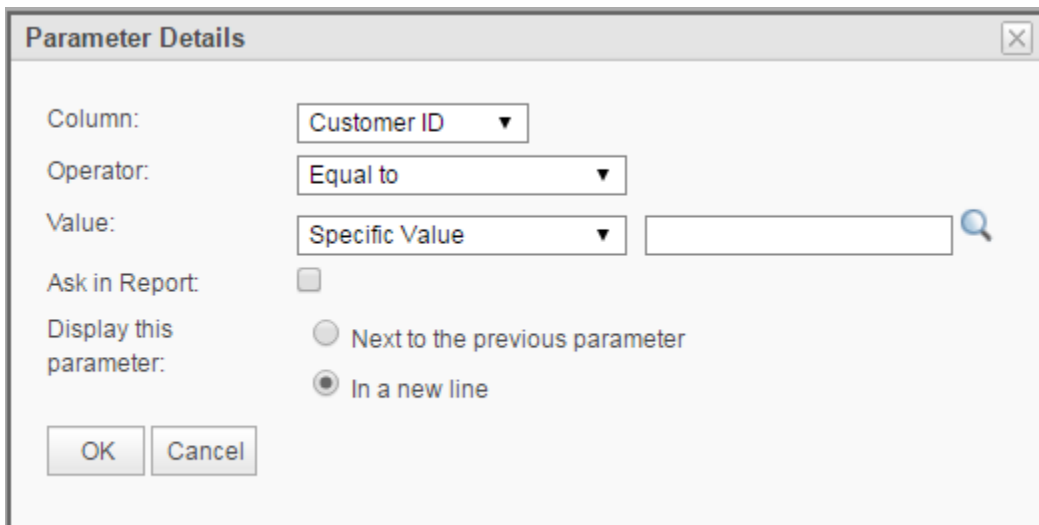 Parameter Details
Column:
Customer ID
Operator:
Equal to
Value:
Specific Value
Ask in Report:
Display this
parameter:
Next to the previous parameter
In a new line
OK
Cancel